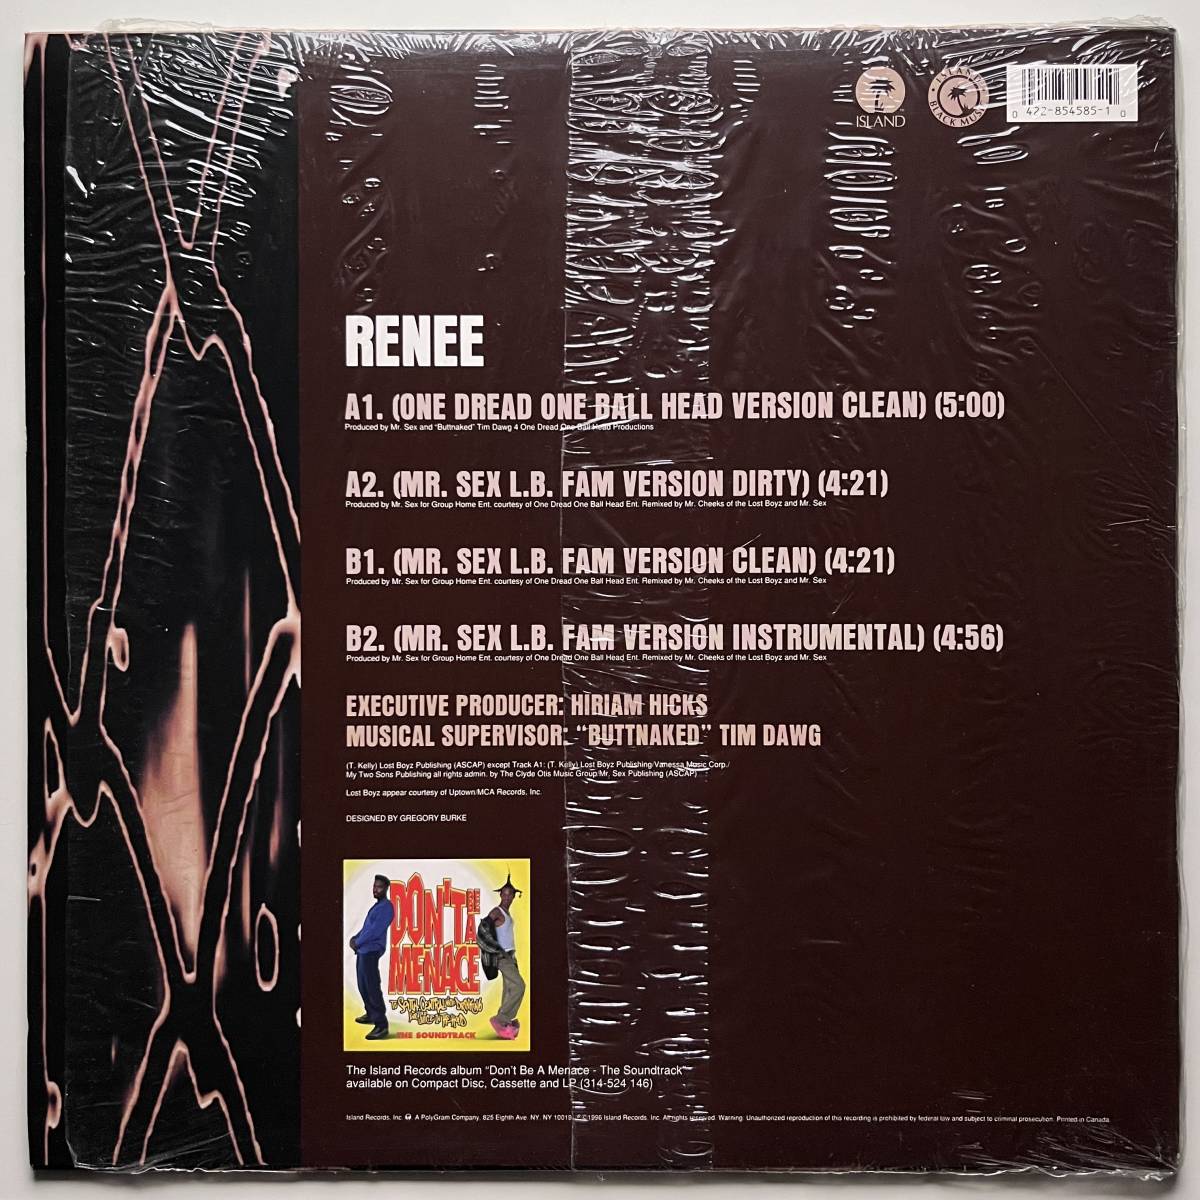 ISLAND
ISLAND BLACK MUSIC
0 422-854585-1 0
RENEE
A1. (ONE DREAD ONE BALL HEAD VERSION CLEAN) (5:00)
Produced by Mr. Sex and "Buttnaked" Tim Dawg 4 One Dread One Ball Head Productions
A2. (MR. SEX L.B. FAM VERSION DIRTY) (4:21)
Produced by Mr. Sex for Group Home Ent. courtesy of One Dread One Ball Head Ent. Remixed by Mr. Cheeks of the Lost Boyz and Mr. Sex
B1. (MR. SEX L.B. FAM VERSION CLEAN) (4:21)
Produced by Mr. Sex for Group Home Ent. courtesy of One Dread One Ball Head Ent. Remixed by Mr. Cheeks of the Lost Boyz and Mr. Sex
B2. (MR. SEX L.B. FAM VERSION INSTRUMENTAL) (4:56)
Produced by Mr. Sex for Group Home Ent. courtesy of One Dread One Ball Head Ent. Remixed by Mr. Cheeks of the Lost Boyz and Mr. Sex
EXECUTIVE PRODUCER: HIRIAM HICKS
MUSICAL SUPERVISOR: "BUTTNAKED" TIM DAWG
(T. Kelly) Lost Boyz Publishing (ASCAP) except Track A1: (T. Kelly) Lost Boyz Publishing/Vanessa Music Corp./
My Two Sons Publishing all rights admin. by The Clyde Otis Music Group/Mr. Sex Publishing (ASCAP)
Lost Boyz appear courtesy of Uptown/MCA Records, Inc.
DESIGNED BY GREGORY BURKE
DON'T BE
A
MENACE
TO SOUTH CENTRAL WHILE DRINKING
YOUR JUICE IN THE HOOD
THE SOUNDTRACK
The Island Records album "Don't Be A Menace - The Soundtrack"
available on Compact Disc, Cassette and LP (314-524 146)
Island Records, Inc. A PolyGram Company, 825 Eighth Ave. NY, NY 10019. ℗©1996 Island Records, Inc. All rights reserved. Warning: Unauthorized reproduction of this recording is prohibited by federal law and subject to criminal prosecution. Printed in Canada.